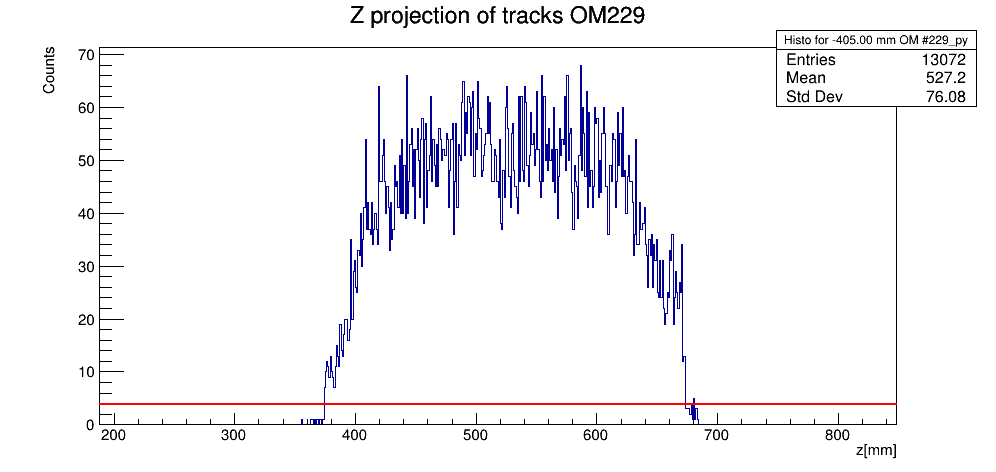 Z projection of tracks OM229
Histo for -405.00 mm OM #229_py
Entries 13072
Mean 527.2
Std Dev 76.08
Counts
70
60
50
40
30
20
10
0
200 300 400 500 600 700 800
z[mm]